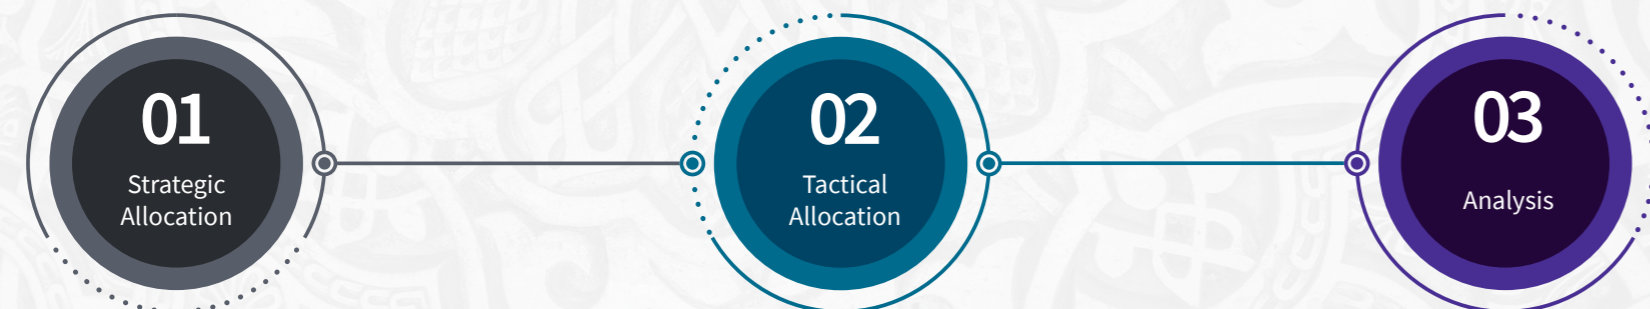 01
Strategic
Allocation
02
Tactical
Allocation
03
Analysis